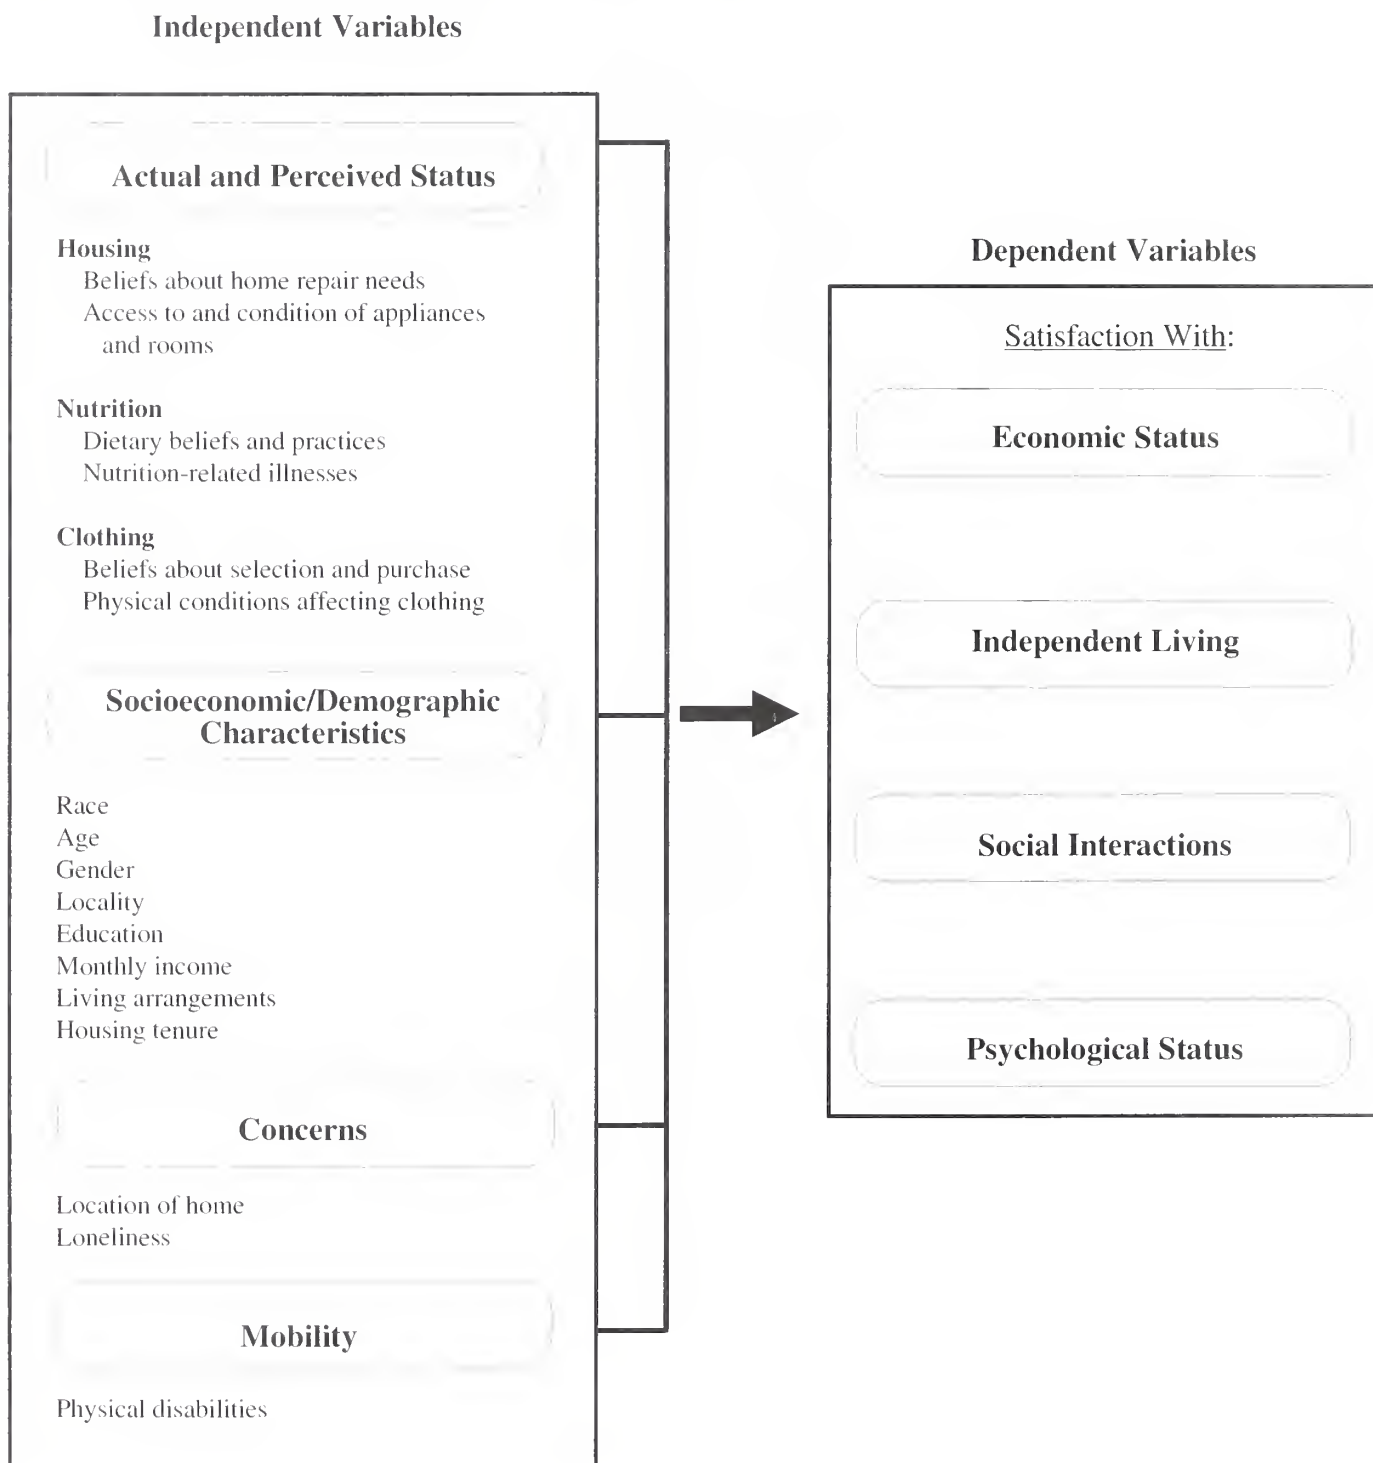 Independent Variables
Actual and Perceived Status
Housing
Beliefs about home repair needs
Access to and condition of appliances
and rooms
Nutrition
Dietary beliefs and practices
Nutrition-related illnesses
Clothing
Beliefs about selection and purchase
Physical conditions affecting clothing
Socioeconomic/Demographic
Characteristics
Race
Age
Gender
Locality
Education
Monthly income
Living arrangements
Housing tenure
Concerns
Location of home
Loneliness
Mobility
Physical disabilities
Dependent Variables
Satisfaction With:
Economic Status
Independent Living
Social Interactions
Psychological Status